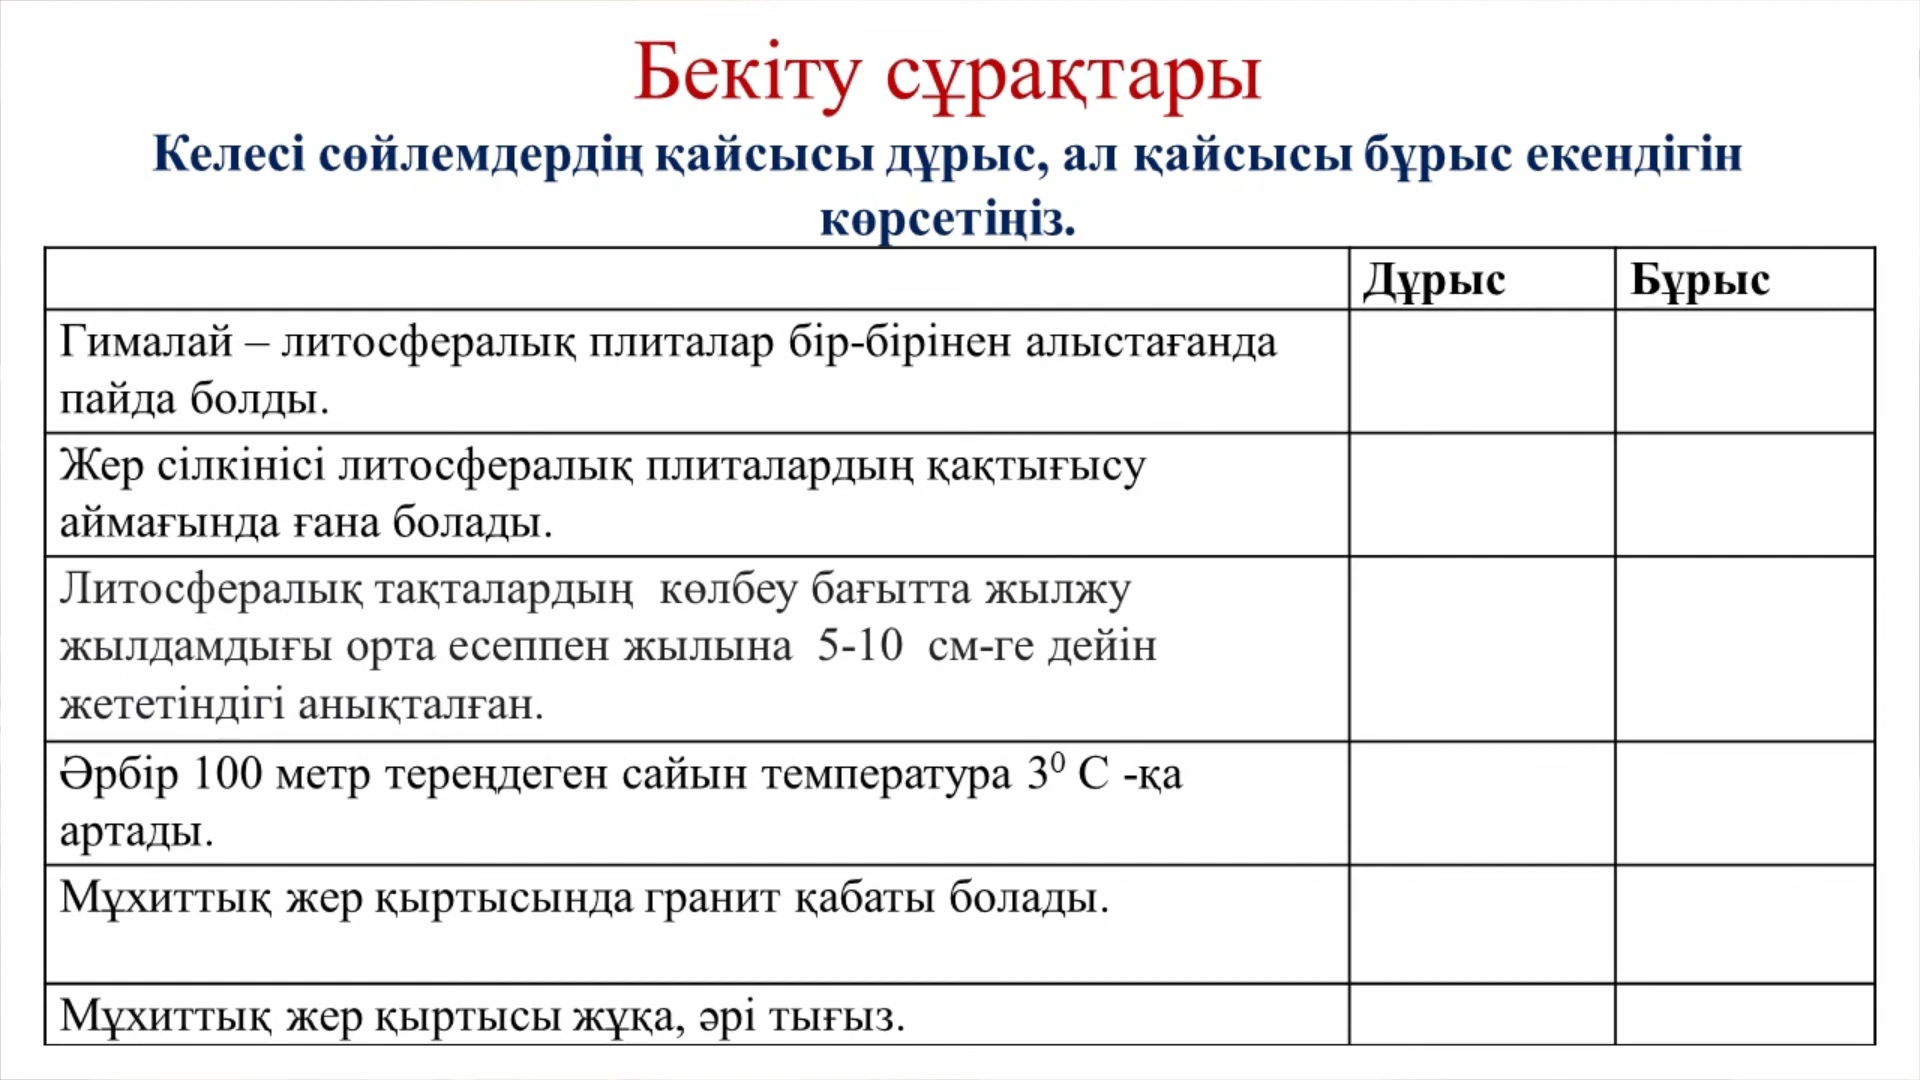 Бекіту сұрақтары
Келесі сөйлемдердің қайсысы дұрыс, ал қайсысы бұрыс екендігін
көрсетіңіз.
Дұрыс Бұрыс
Гималай – литосфералық плиталар бір-бірінен алыстағанда
пайда болды.
Жер сілкінісі литосфералық плиталардың қақтығысу
аймағында ғана болады.
Литосфералық тақталардың көлбеу бағытта жылжу
жылдамдығы орта есеппен жылына 5-10 см-ге дейін
жететіндігі анықталған.
Әрбір 100 метр тереңдеген сайын температура 3⁰ С -қа
артады.
Мұхиттық жер қыртысында гранит қабаты болады.
Мұхиттық жер қыртысы жұқа, әрі тығыз.